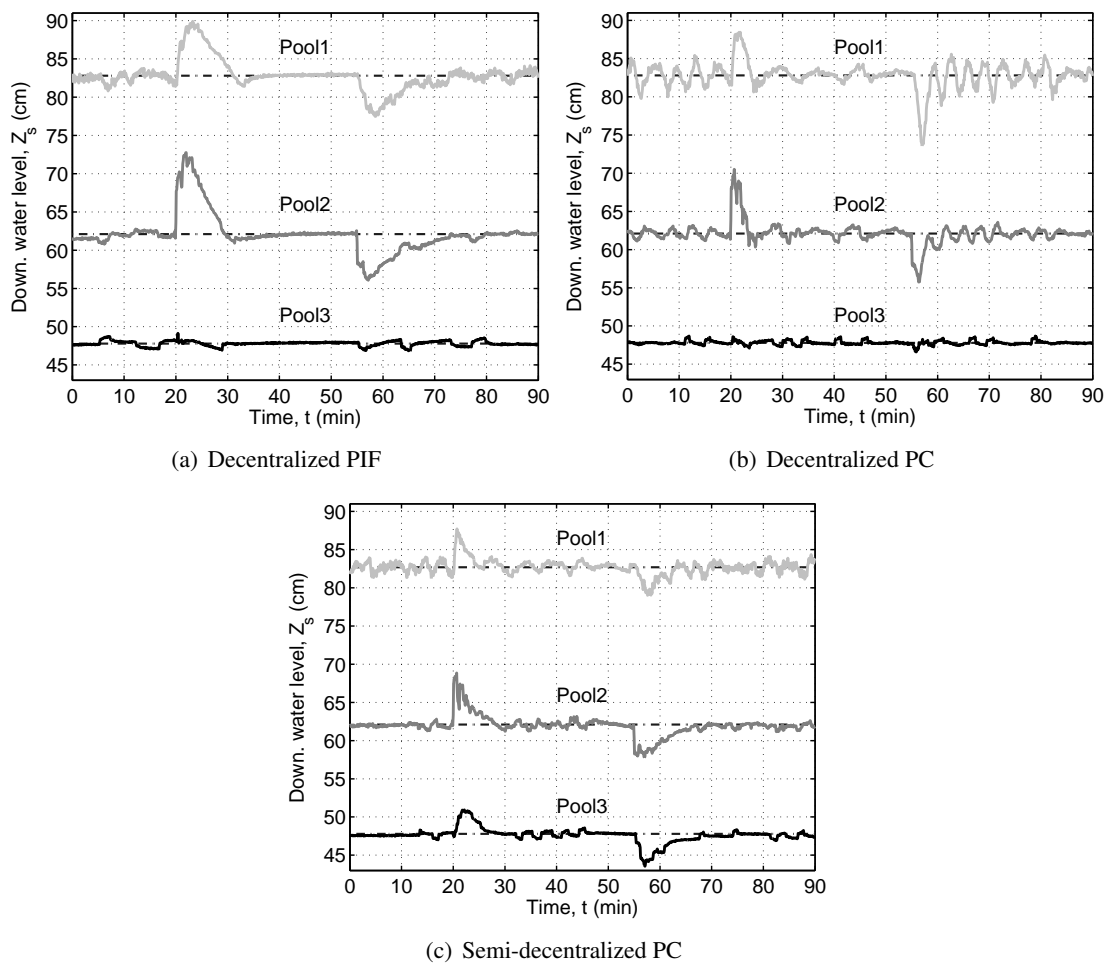 90
85
80
75
70
65
60
55
50
45
Down. water level, Z_s (cm)
Pool1
Pool2
Pool3
0 10 20 30 40 50 60 70 80 90
Time, t (min)
(a) Decentralized PIF
90
85
80
75
70
65
60
55
50
45
Down. water level, Z_s (cm)
Pool1
Pool2
Pool3
0 10 20 30 40 50 60 70 80 90
Time, t (min)
(b) Decentralized PC
90
85
80
75
70
65
60
55
50
45
Down. water level, Z_s (cm)
Pool1
Pool2
Pool3
0 10 20 30 40 50 60 70 80 90
Time, t (min)
(c) Semi-decentralized PC